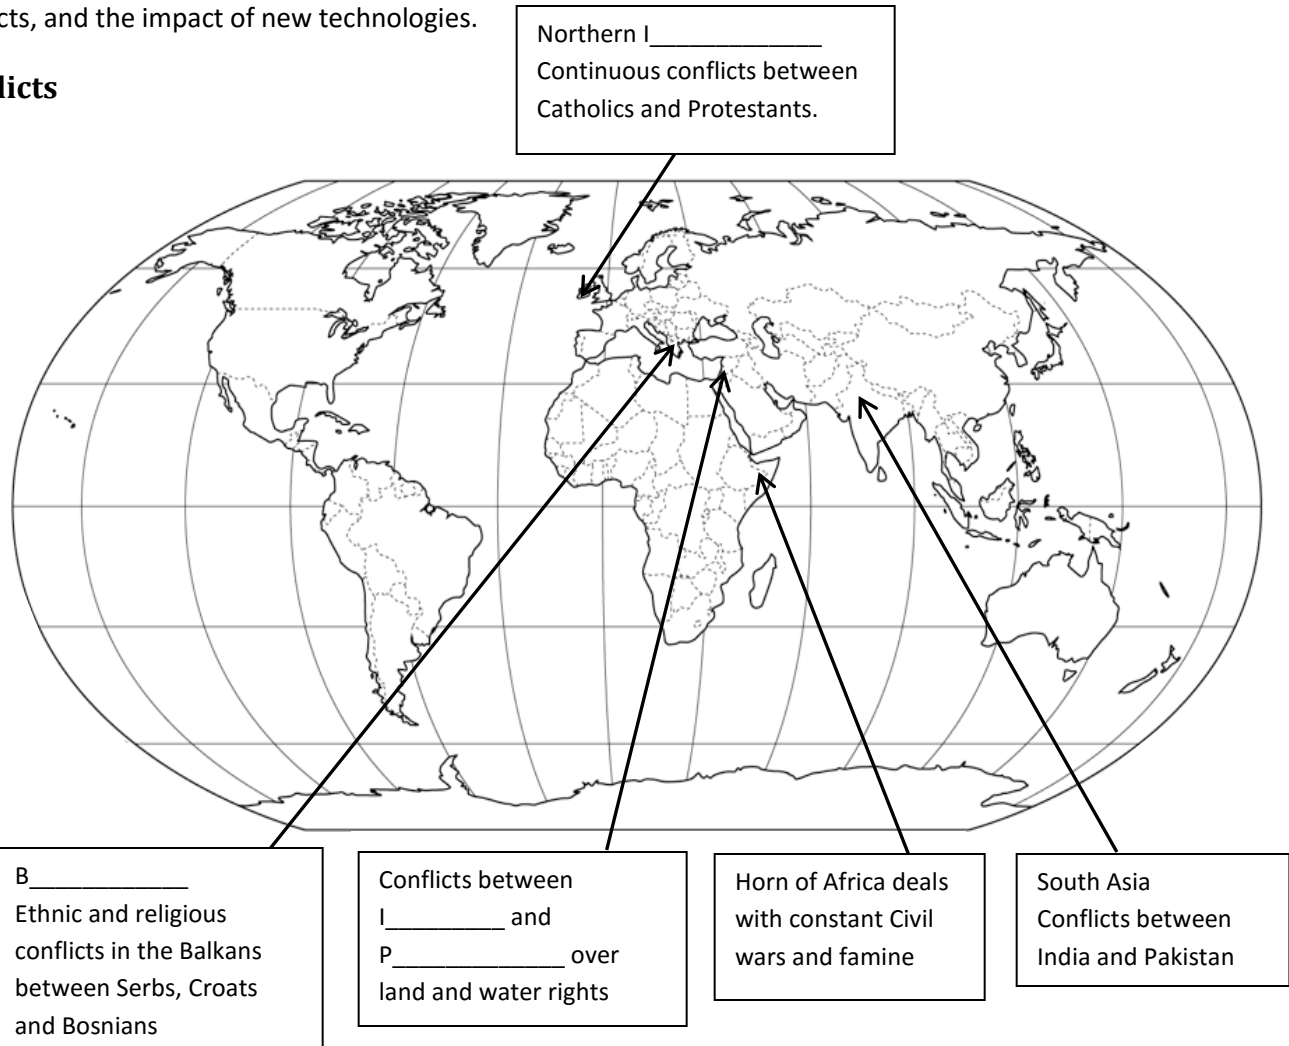 cts, and the impact of new technologies.
licts
Northern I_____________
Continuous conflicts between
Catholics and Protestants.
B____________
Ethnic and religious
conflicts in the Balkans
between Serbs, Croats
and Bosnians
Conflicts between
I_________ and
P_____________ over
land and water rights
Horn of Africa deals
with constant Civil
wars and famine
South Asia
Conflicts between
India and Pakistan